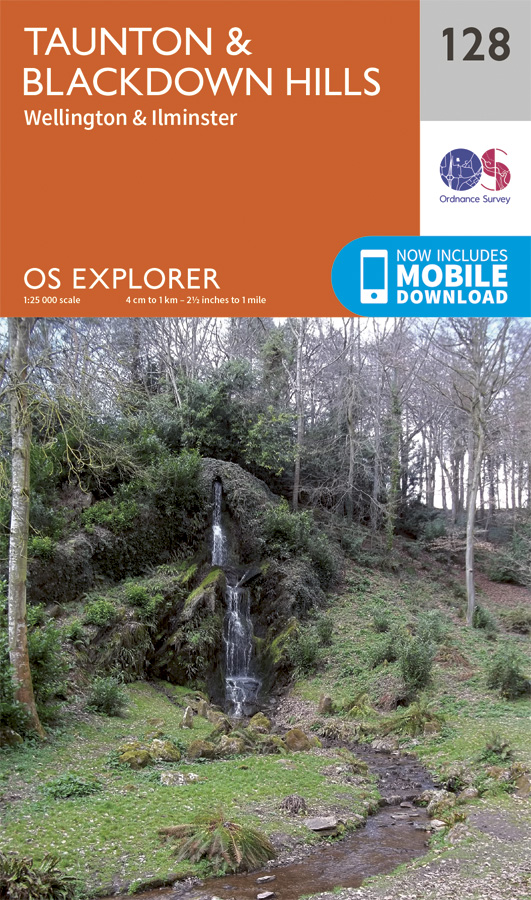 TAUNTON &
BLACKDOWN HILLS
Wellington & Ilminster
128
OS
Ordnance Survey
NOW INCLUDES
MOBILE
DOWNLOAD
OS EXPLORER
1:25 000 scale 4 cm to 1 km – 2½ inches to 1 mile